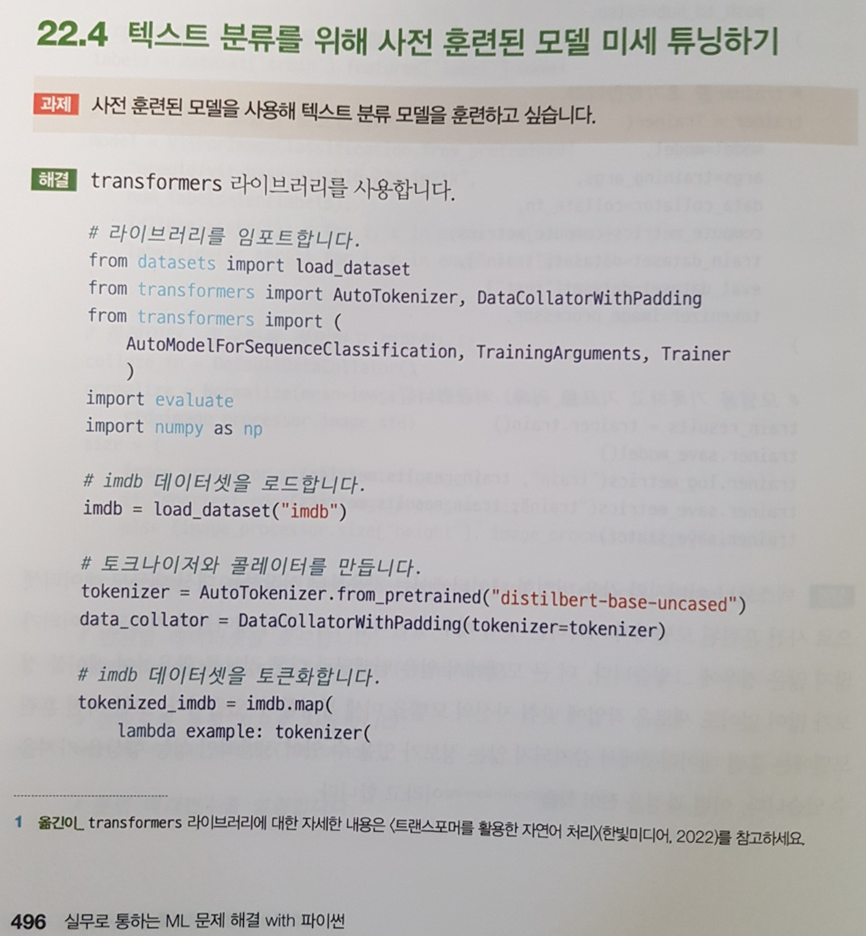 22.4 텍스트 분류를 위해 사전 훈련된 모델 미세 튜닝하기
과제 사전 훈련된 모델을 사용해 텍스트 분류 모델을 훈련하고 싶습니다.
해결 transformers 라이브러리를 사용합니다.
# 라이브러리를 임포트합니다.
from datasets import load_dataset
from transformers import AutoTokenizer, DataCollatorWithPadding
from transformers import (
    AutoModelForSequenceClassification, TrainingArguments, Trainer
    )
import evaluate
import numpy as np
# imdb 데이터셋을 로드합니다.
imdb = load_dataset("imdb")
# 토크나이저와 콜레이터를 만듭니다.
tokenizer = AutoTokenizer.from_pretrained("distilbert-base-uncased")
data_collator = DataCollatorWithPadding(tokenizer=tokenizer)
# imdb 데이터셋을 토큰화합니다.
tokenized_imdb = imdb.map(
    lambda example: tokenizer(
1 옮긴이_ transformers 라이브러리에 대한 자세한 내용은 〈트랜스포머를 활용한 자연어 처리〉(한빛미디어, 2022)를 참고하세요.
496 실무로 통하는 ML 문제 해결 with 파이썬